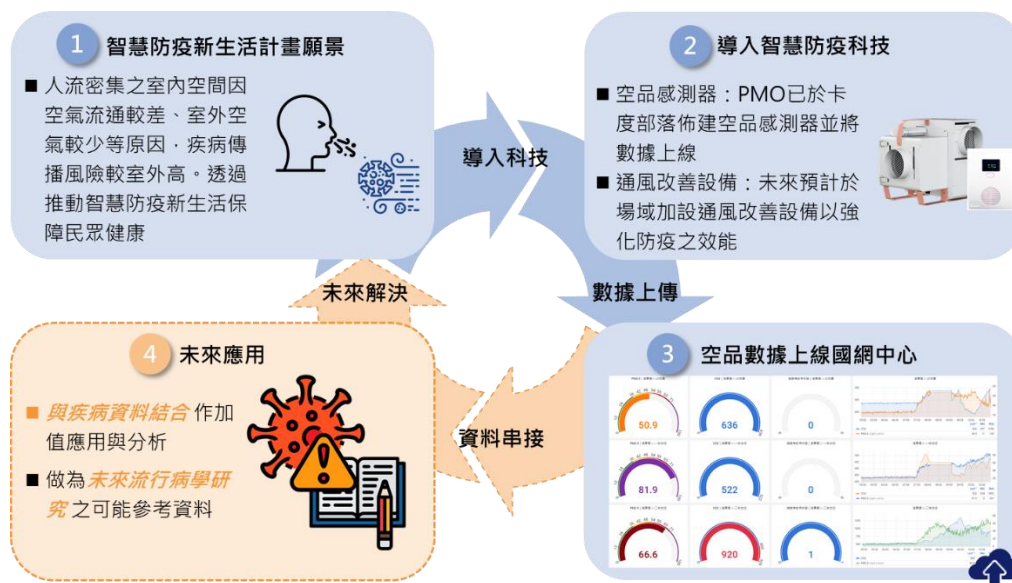 1 智慧防疫新生活計畫願景
■ 人流密集之室內空間因
空氣流通較差、室外空
氣較少等原因，疾病傳
播風險較室外高。透過
推動智慧防疫新生活保
障民眾健康
導入科技
2 導入智慧防疫科技
■ 空品感測器：PMO已於卡
度部落佈建空品感測器並將
數據上線
■ 通風改善設備：未來預計於
場域加設通風改善設備以強
化防疫之效能
未來解決
數據上傳
4 未來應用
■ 與疾病資料結合 作加
值應用與分析
■ 做為未來流行病學研
究 之可能參考資料
資料串接
3 空品數據上線國網中心
50.9
636
0
81.9
522
0
66.6
920
1